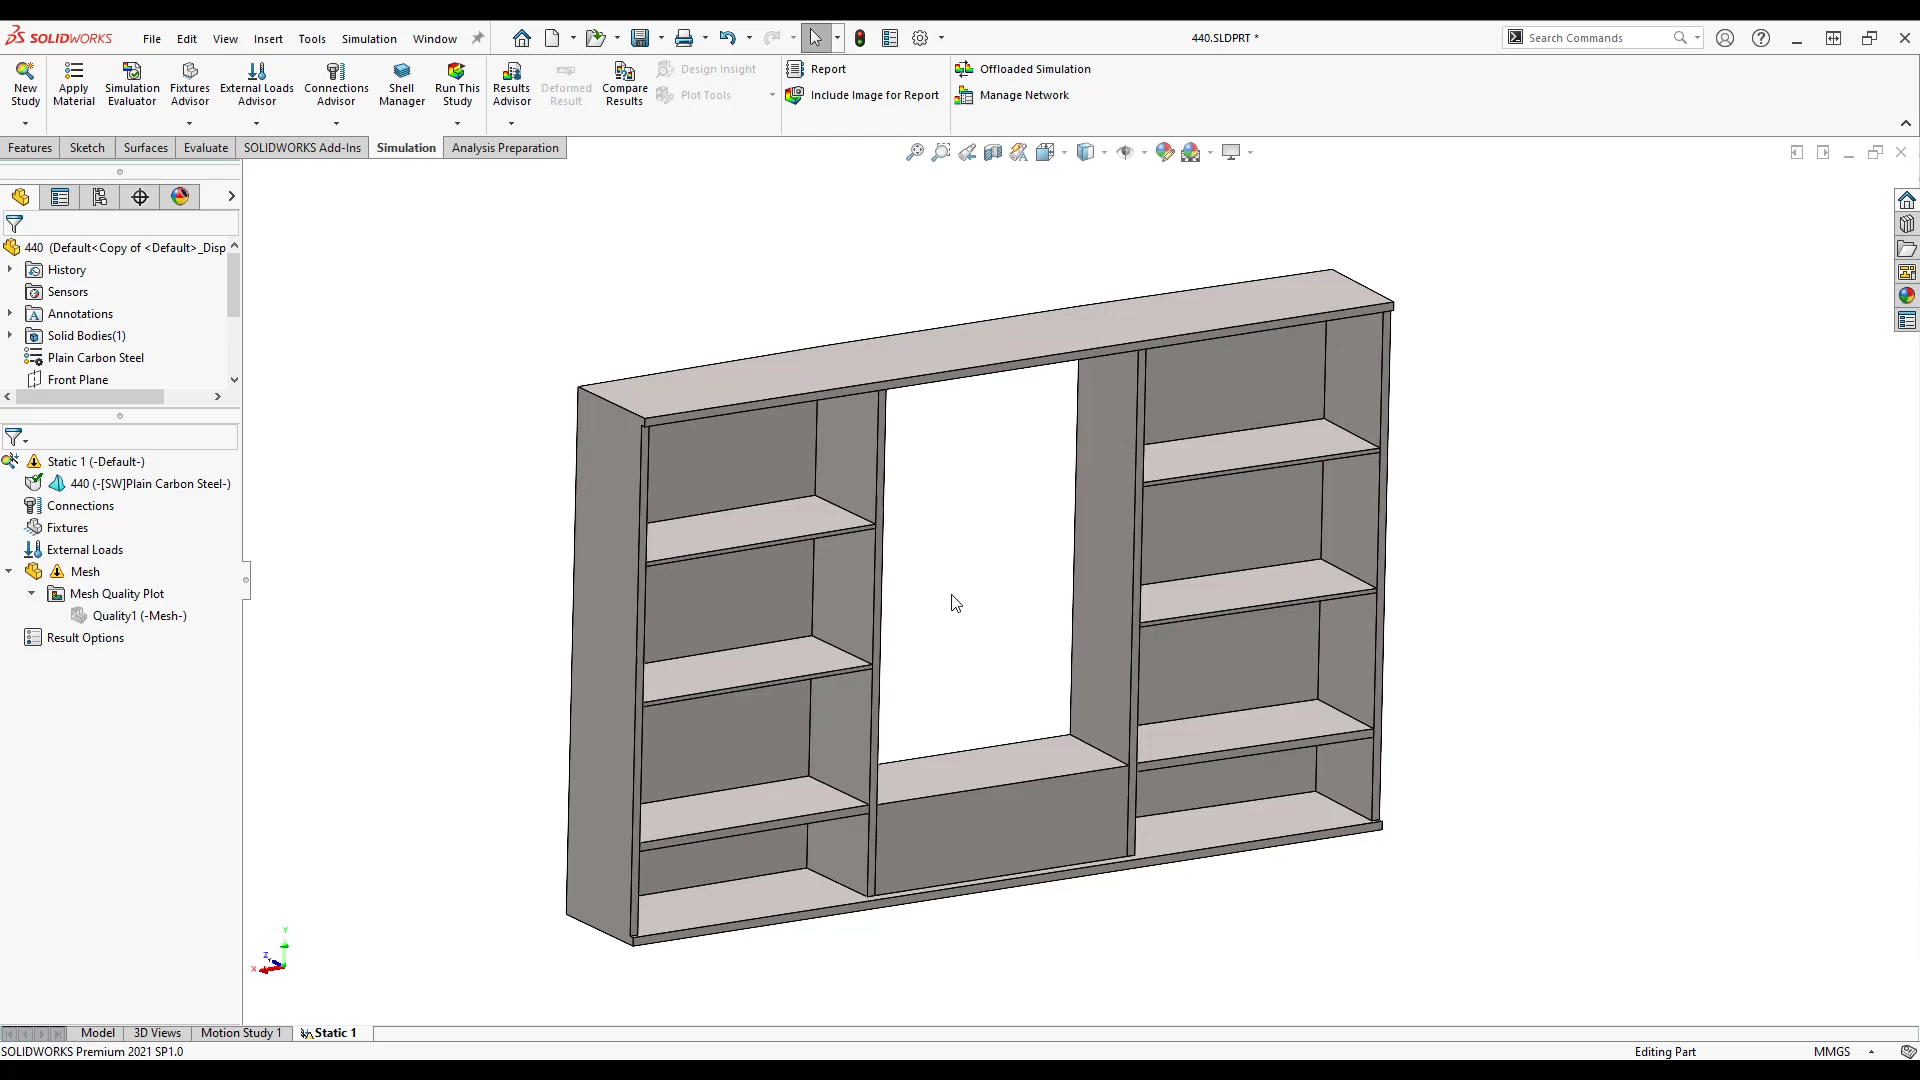 SOLIDWORKS File Edit View Insert Tools Simulation Window 440.SLDPRT * Search Commands
New Study
Apply Material
Simulation Evaluator
Fixtures Advisor
External Loads Advisor
Connections Advisor
Shell Manager
Run This Study
Results Advisor
Deformed Result
Compare Results
Design Insight
Plot Tools
Report
Include Image for Report
Offloaded Simulation
Manage Network
Features Sketch Surfaces Evaluate SOLIDWORKS Add-Ins Simulation Analysis Preparation
440 (Default<Copy of <Default>_Disp
History
Sensors
Annotations
Solid Bodies(1)
Plain Carbon Steel
Front Plane
Static 1 (-Default-)
440 (-[SW]Plain Carbon Steel-)
Connections
Fixtures
External Loads
Mesh
Mesh Quality Plot
Quality1 (-Mesh-)
Result Options
Y
Z
X
Model 3D Views Motion Study 1 Static 1
SOLIDWORKS Premium 2021 SP1.0 Editing Part MMGS